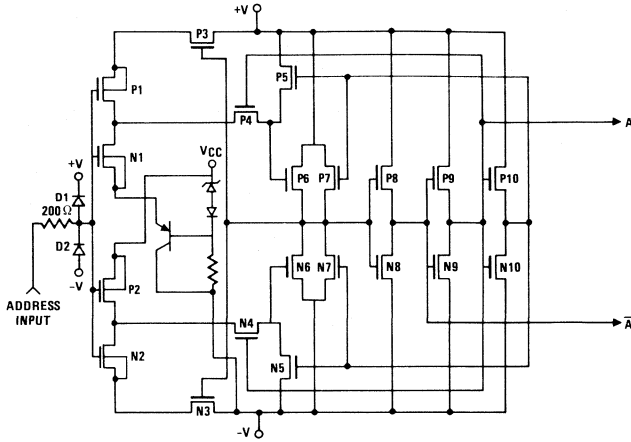 +V
P3
P5
P1
P4
A
N1
VCC
+V
P6
P7
P8
P9
P10
D1
200Ω
D2
-V
P2
N6
N7
N8
N9
N10
ADDRESS
INPUT
N4
A̅
N2
N5
N3
-V